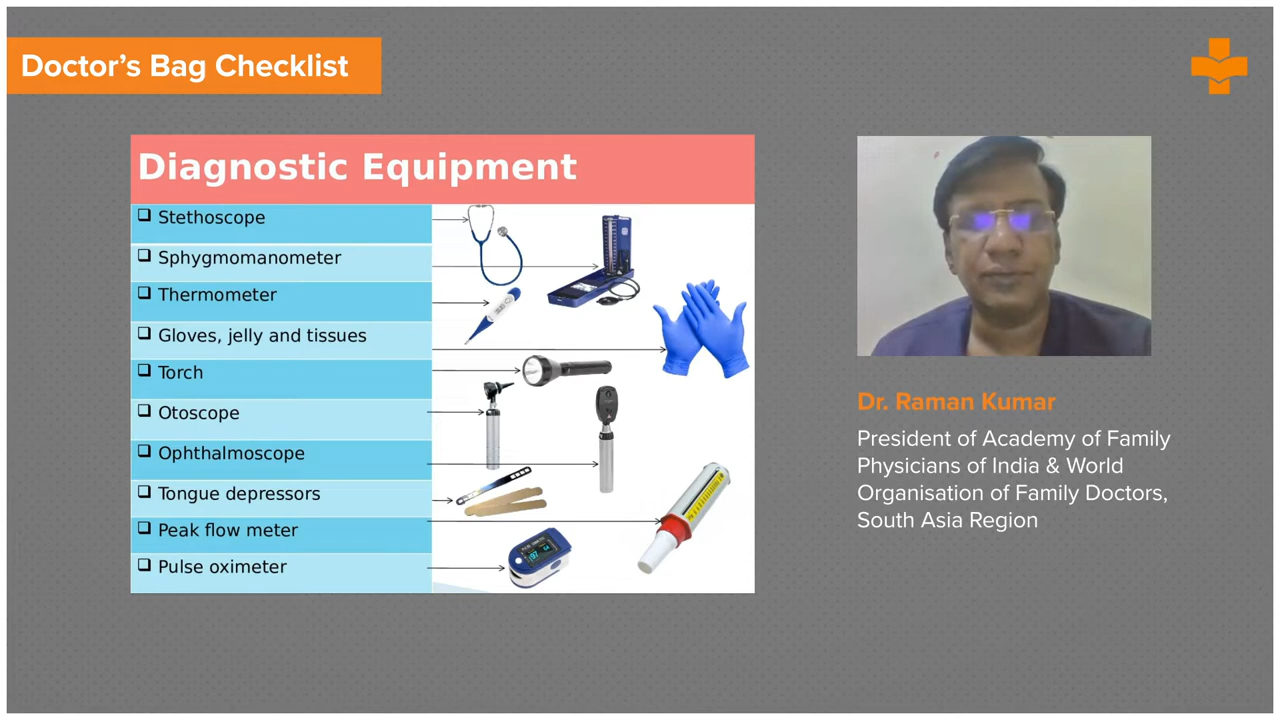 Doctor’s Bag Checklist
Diagnostic Equipment
Stethoscope
Sphygmomanometer
Thermometer
Gloves, jelly and tissues
Torch
Otoscope
Ophthalmoscope
Tongue depressors
Peak flow meter
Pulse oximeter
Dr. Raman Kumar
President of Academy of Family
Physicians of India & World
Organisation of Family Doctors,
South Asia Region